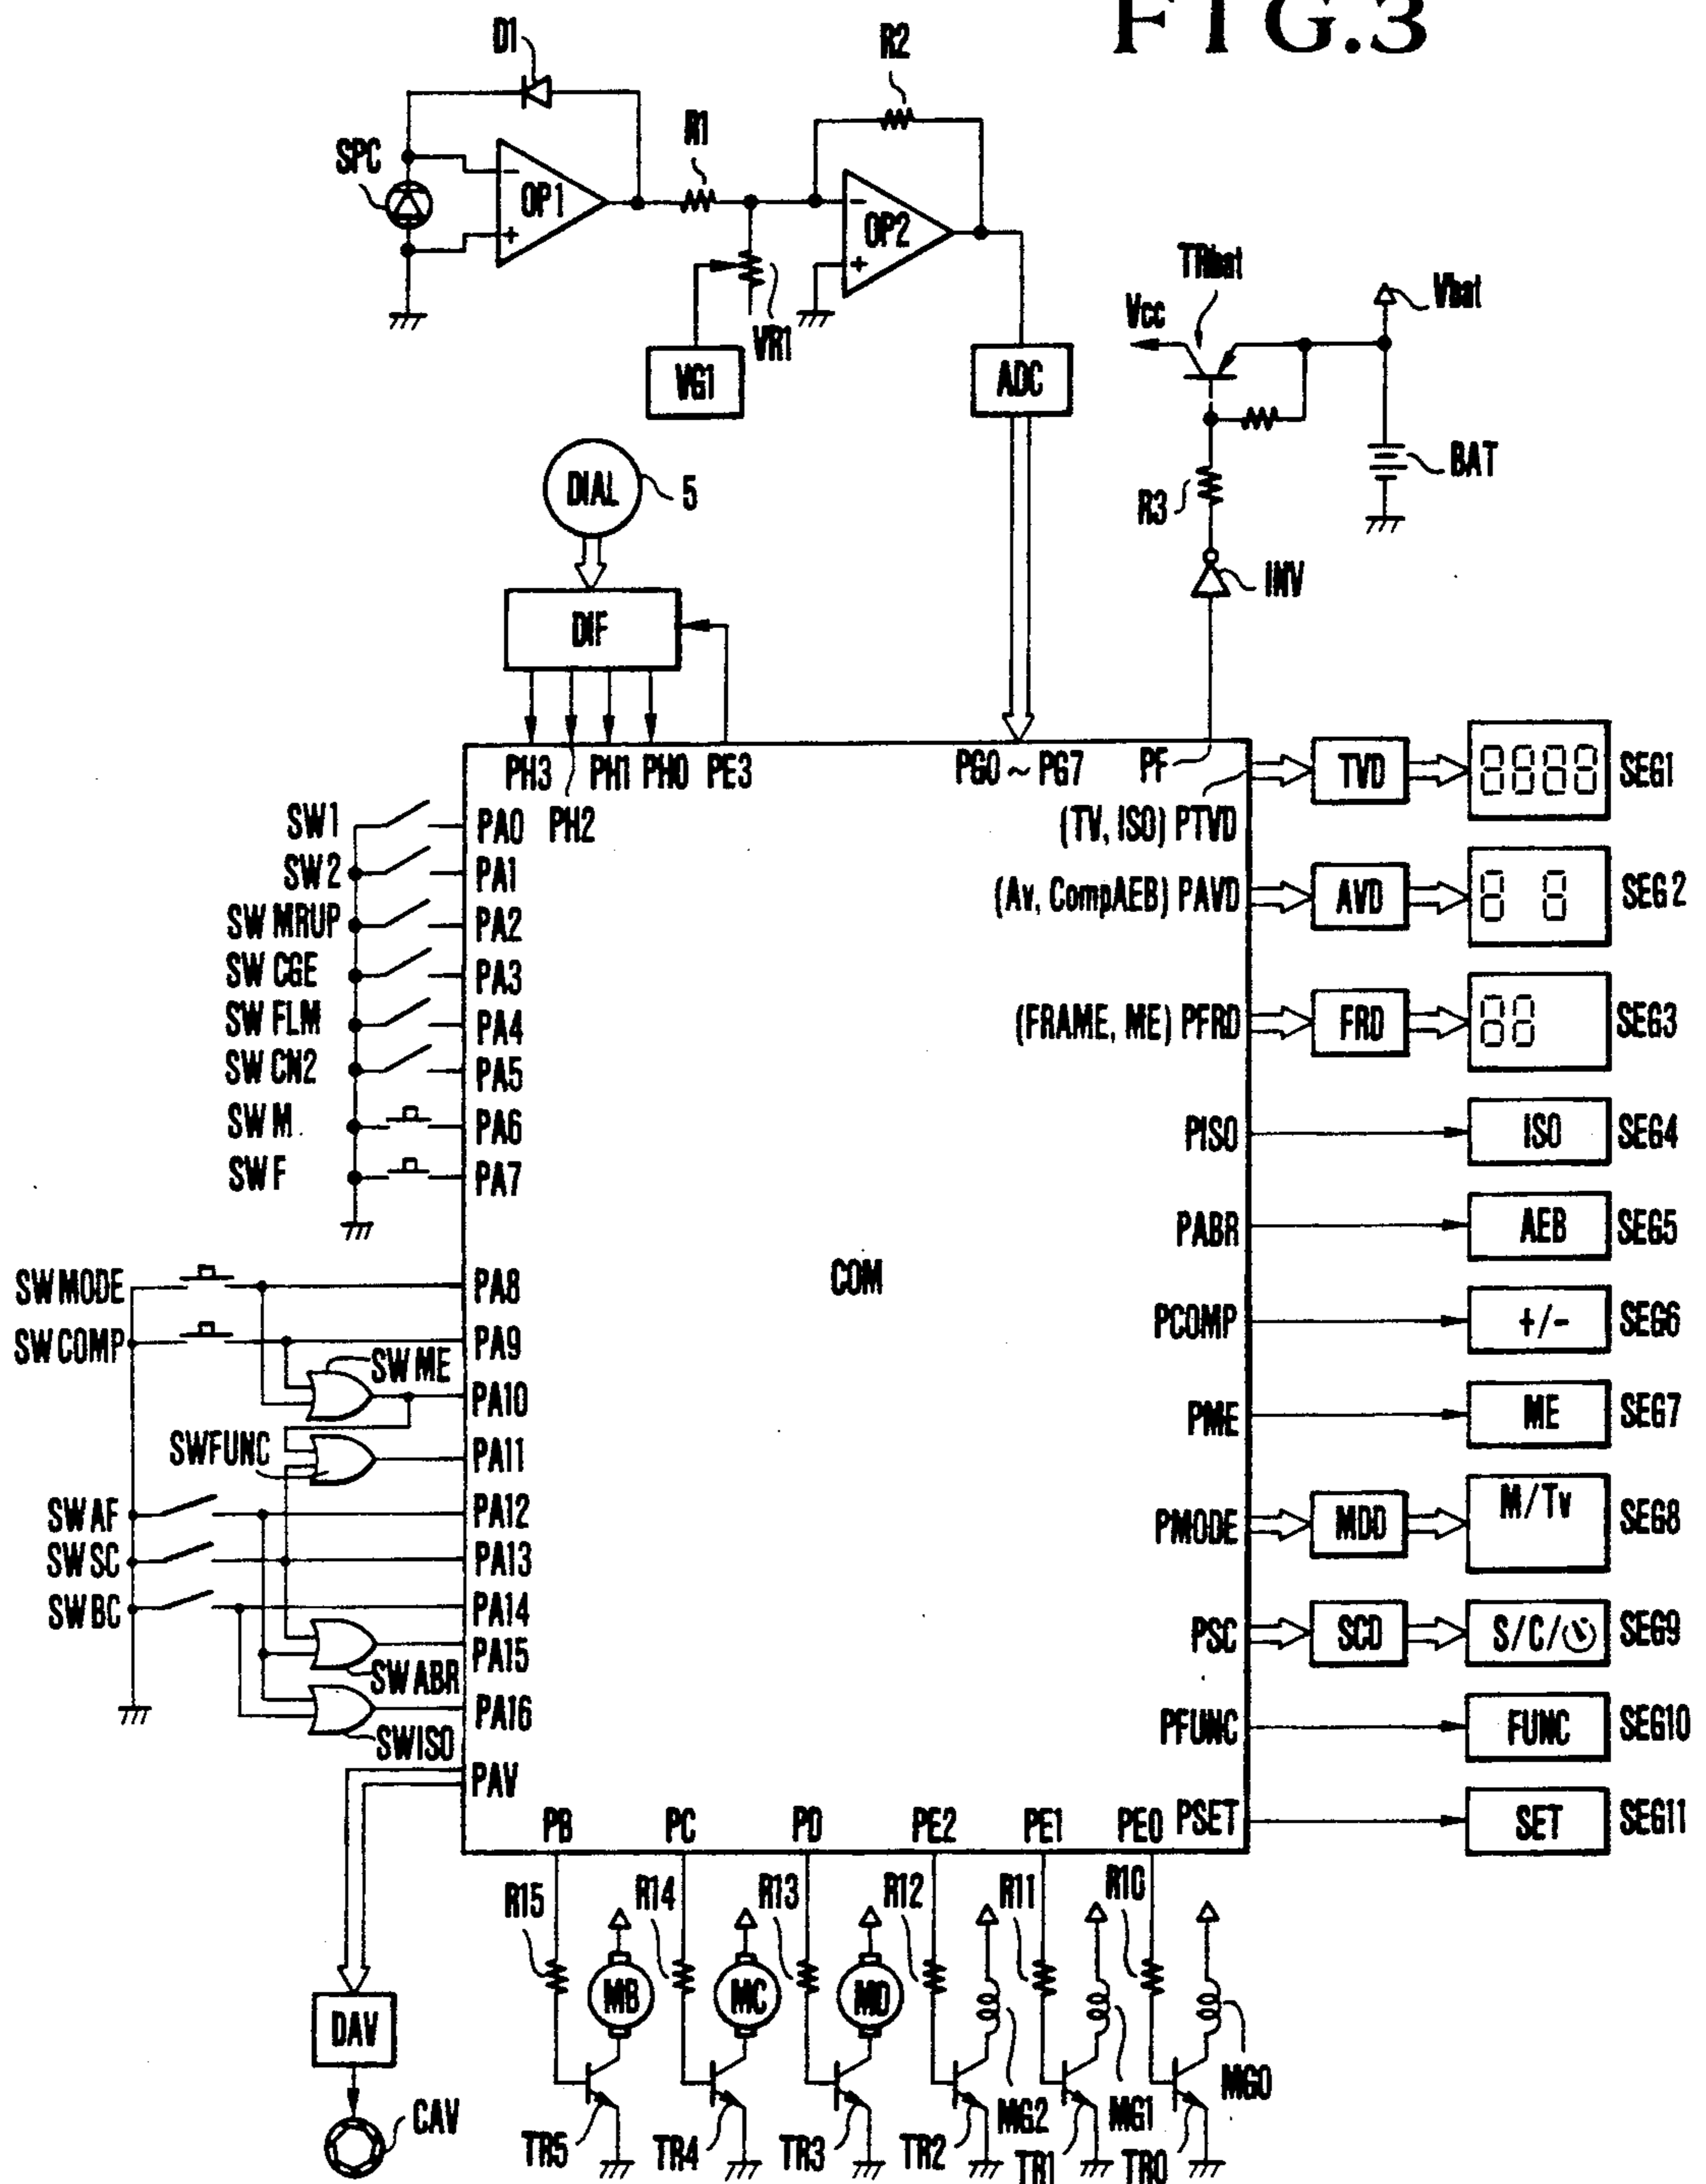 FIG.3
D1
R2
R1
SPC
OP1
OP2
-
+
-
+
TRbat
Vcc
Vbat
VR1
VG1
ADC
BAT
R3
DIAL
5
INV
DIF
PH3 PH1 PH0 PE3 PG0 ~ PG7 PF
PH2
TVD
SEG1
(TV, ISO) PTVD
SW1
PA0
SW2
PA1
(Av, CompAEB) PAVD
AVD
SEG2
SW MRUP
PA2
SW CGE
PA3
SW FLM
PA4
(FRAME, ME) PFRD
FRD
SEG3
SW CN2
PA5
SW M
PA6
PISO
ISO
SEG4
SW F
PA7
PABR
AEB
SEG5
COM
SW MODE
PA8
PCOMP
+/-
SEG6
SW COMP
PA9
SW ME
PA10
PME
ME
SEG7
SWFUNC
PA11
SW AF
PA12
PMODE
MDD
M/Tv
SEG8
SW SC
PA13
SW BC
PA14
PSC
SCD
S/C/
SEG9
PA15
SW ABR
PA16
SWISO
PFUNC
FUNC
SEG10
PAV
PB PC PD PE2 PE1 PE0 PSET
SET
SEG11
R15 R14 R13 R12 R11 R10
MB MC MD
DAV
MG2 MG1 MG0
CAV
TR5 TR4 TR3 TR2 TR1 TR0